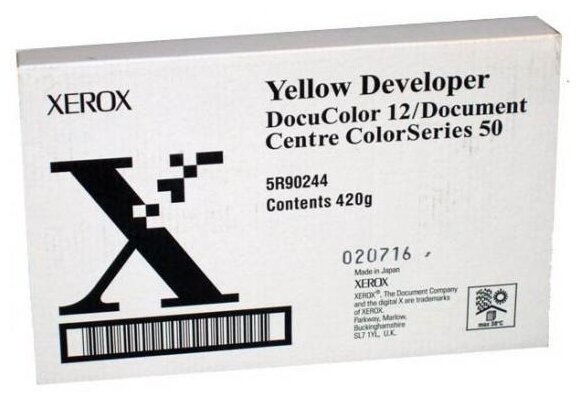 XEROX
Yellow Developer
DocuColor 12/Document
Centre ColorSeries 50
5R90244
Contents 420g
020716
Made in Japan
XEROX
XEROX®, The Document Company
and the digital X are trademarks
of XEROX.
Parkway, Marlow,
Buckinghamshire
SL7 1YL, U.K.
max 38°C